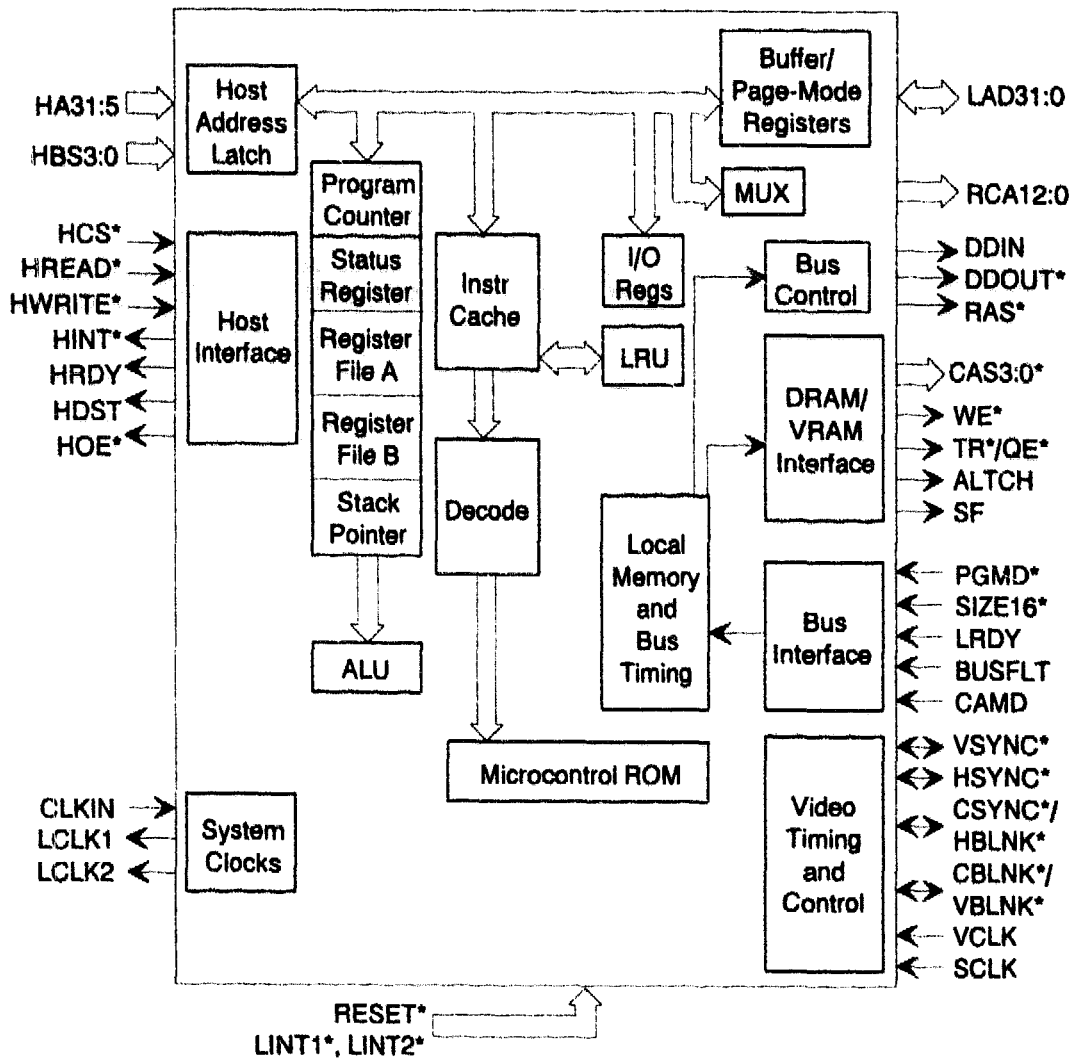 HA31:5
HBS3:0
HCS*
HREAD*
HWRITE*
HINT*
HRDY
HDST
HOE*
CLKIN
LCLK1
LCLK2
Host
Address
Latch
Host
Interface
System
Clocks
Program
Counter
Status
Register
Register
File A
Register
File B
Stack
Pointer
ALU
Instr
Cache
Decode
Microcontrol ROM
I/O
Regs
LRU
Local
Memory
and
Bus
Timing
Buffer/
Page-Mode
Registers
MUX
Bus
Control
DRAM/
VRAM
Interface
Bus
Interface
Video
Timing
and
Control
LAD31:0
RCA12:0
DDIN
DDOUT*
RAS*
CAS3:0*
WE*
TR*/QE*
ALTCH
SF
PGMD*
SIZE16*
LRDY
BUSFLT
CAMD
VSYNC*
HSYNC*
CSYNC*/
HBLNK*
CBLNK*/
VBLNK*
VCLK
SCLK
RESET*
LINT1*, LINT2*